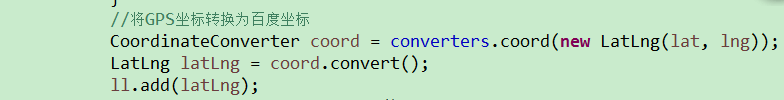 }
//将GPS坐标转换为百度坐标
CoordinateConverter coord = converters.coord(new LatLng(lat, lng));
LatLng latLng = coord.convert();
ll.add(latLng);